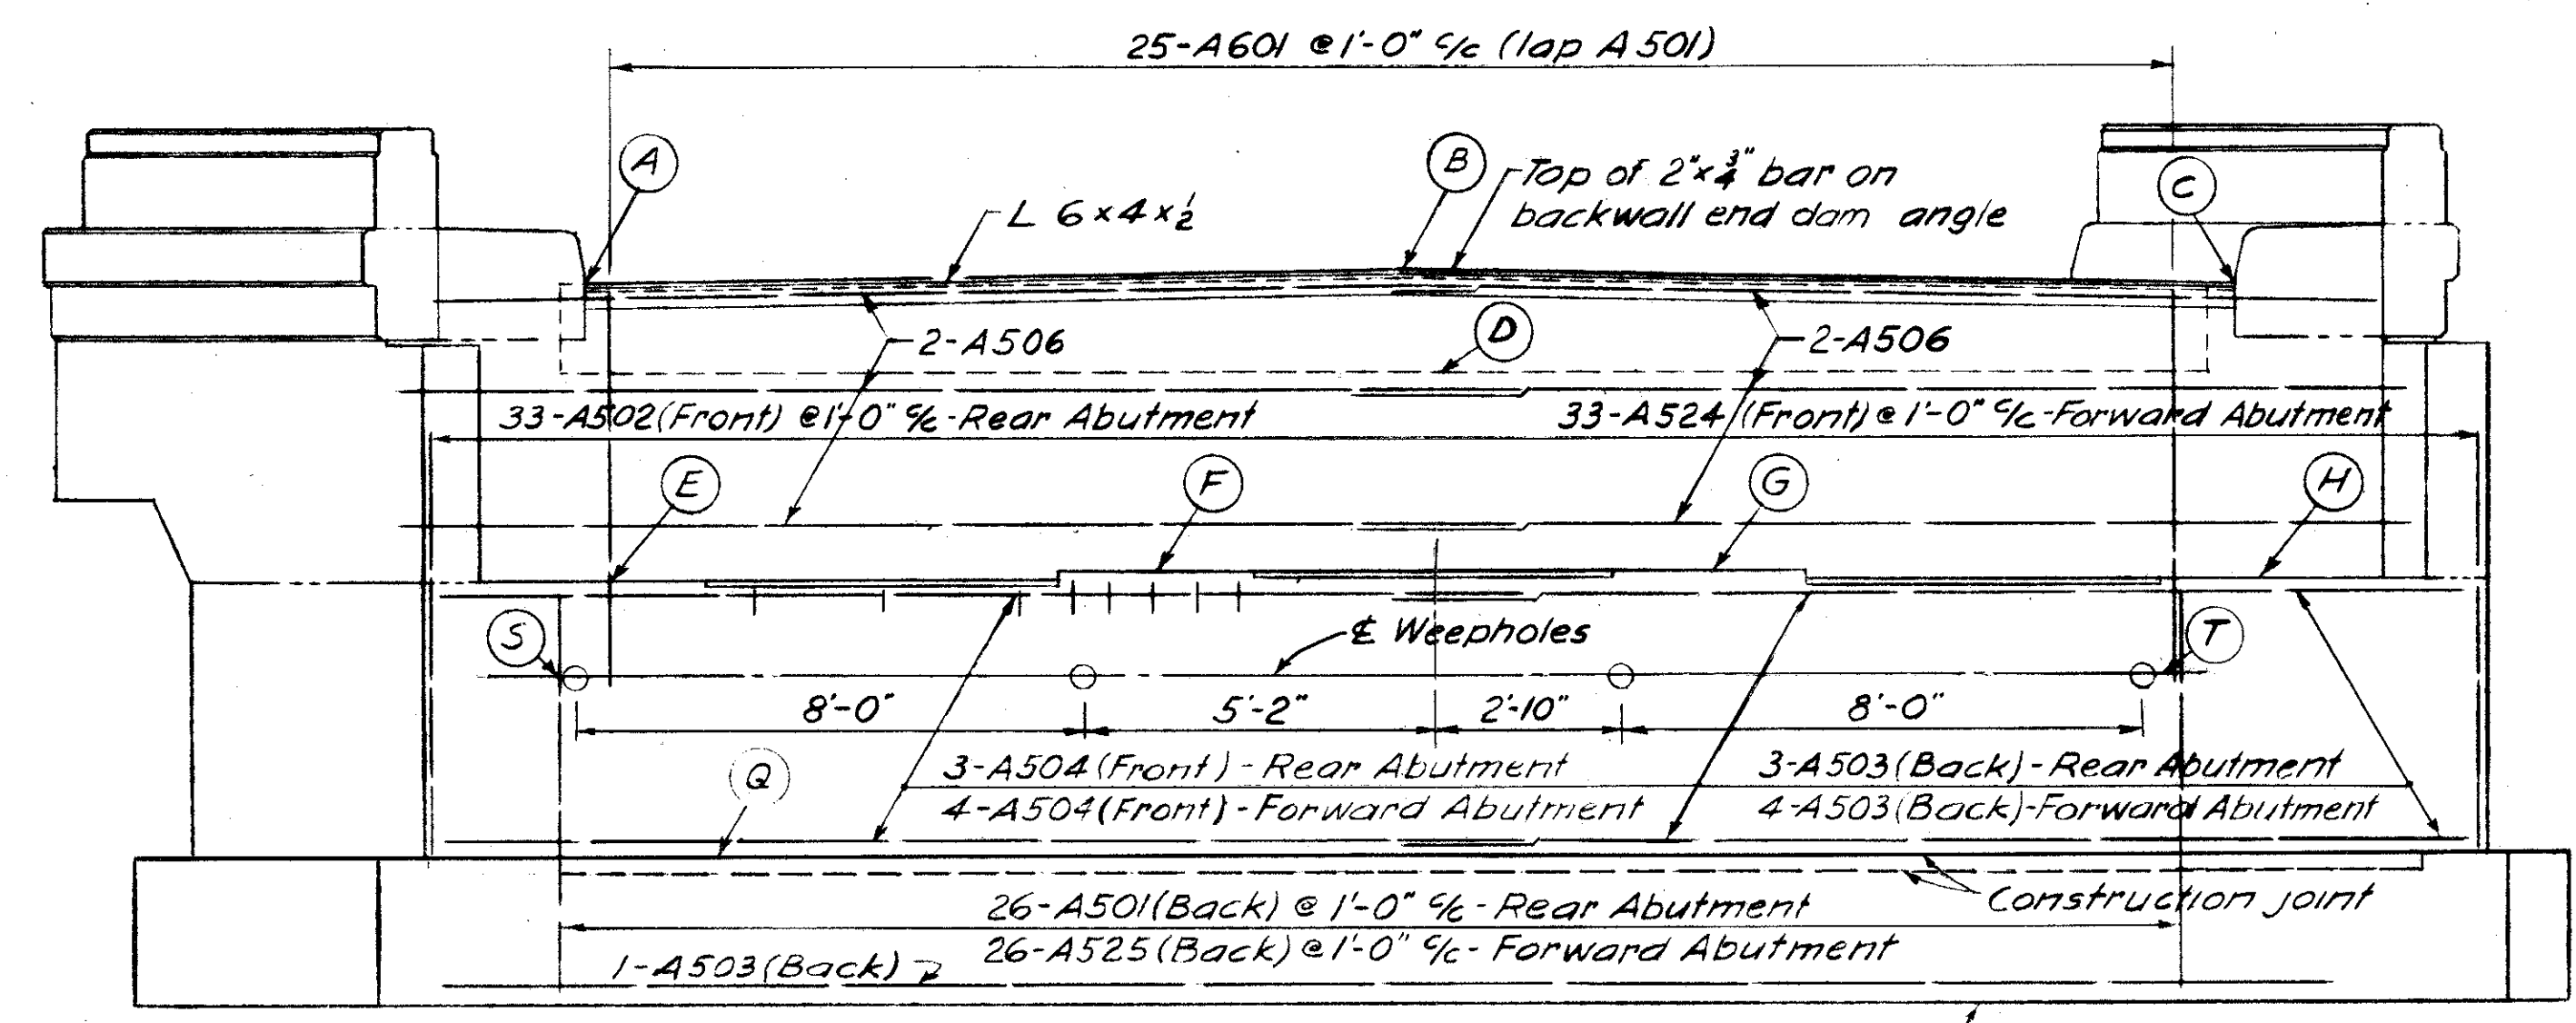 25-A601 @ 1'-0" c/c (lap A501)
A
B
Top of 2"x3/4" bar on
backwall end dam angle
C
L 6x4x1/2
2-A506
D
2-A506
33-A502(Front) @ 1'-0" c/c-Rear Abutment
33-A524 (Front) @ 1'-0" c/c-Forward Abutment
E
F
G
H
S
℄ Weepholes
T
8'-0"
5'-2"
2'-10"
8'-0"
Q
3-A504 (Front) - Rear Abutment
3-A503 (Back) - Rear Abutment
4-A504 (Front) - Forward Abutment
4-A503 (Back)-Forward Abutment
Construction joint
26-A501(Back) @ 1'-0" c/c - Rear Abutment
26-A525(Back) @ 1'-0" c/c - Forward Abutment
1-A503(Back)